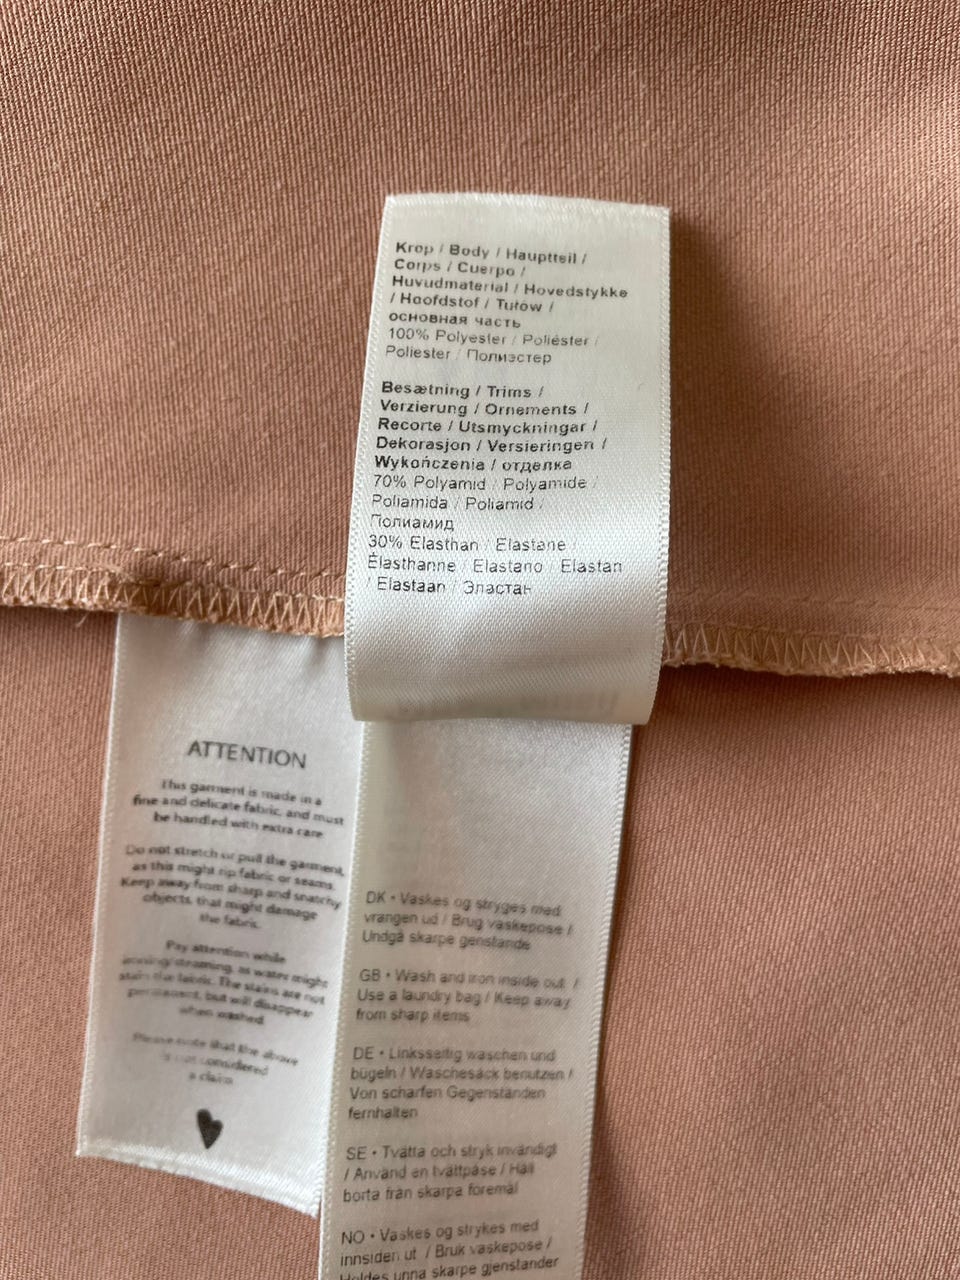 Krop / Body / Hauptteil /
Corps / Cuerpo /
Huvudmaterial / Hovedstykke
/ Hoofdstof / Tułów /
основная часть
100% Polyester / Poliéster /
Poliester / Полиэстер
Besætning / Trims /
Verzierung / Ornements /
Recorte / Utsmyckningar /
Dekorasjon / Versieringen /
Wykończenia / отделка
70% Polyamid / Polyamide /
Poliamida / Poliamid /
Полиамид
30% Elasthan / Elastane /
Élasthanne / Elastano / Elastan
/ Elastaan / Эластан
ATTENTION
This garment is made in a
fine and delicate fabric, and must
be handled with extra care
Do not stretch or pull the garment,
as this might rip fabric or seams.
Keep away from sharp and snatchy
objects, that might damage
the fabric.
Pay attention while
ironing/steaming, as water might
stain the fabric. The stains are not
permanent, but will disappear
when washed.
Please note that the above
is not considered
a claim
DK • Vaskes og stryges med
vrangen ud / Brug vaskepose /
Undgå skarpe genstande
GB • Wash and iron inside out /
Use a laundry bag / Keep away
from sharp items
DE • Linksseitig waschen und
bügeln / Waschesack benutzen /
Von scharfen Gegenständen
fernhalten
SE • Tvätta och stryk invändigt
/ Använd en tvättpåse / Håll
borta från skarpa föremål
NO • Vaskes og strykes med
innsiden ut / Bruk vaskepose /
Holdes unna skarpe gjenstander